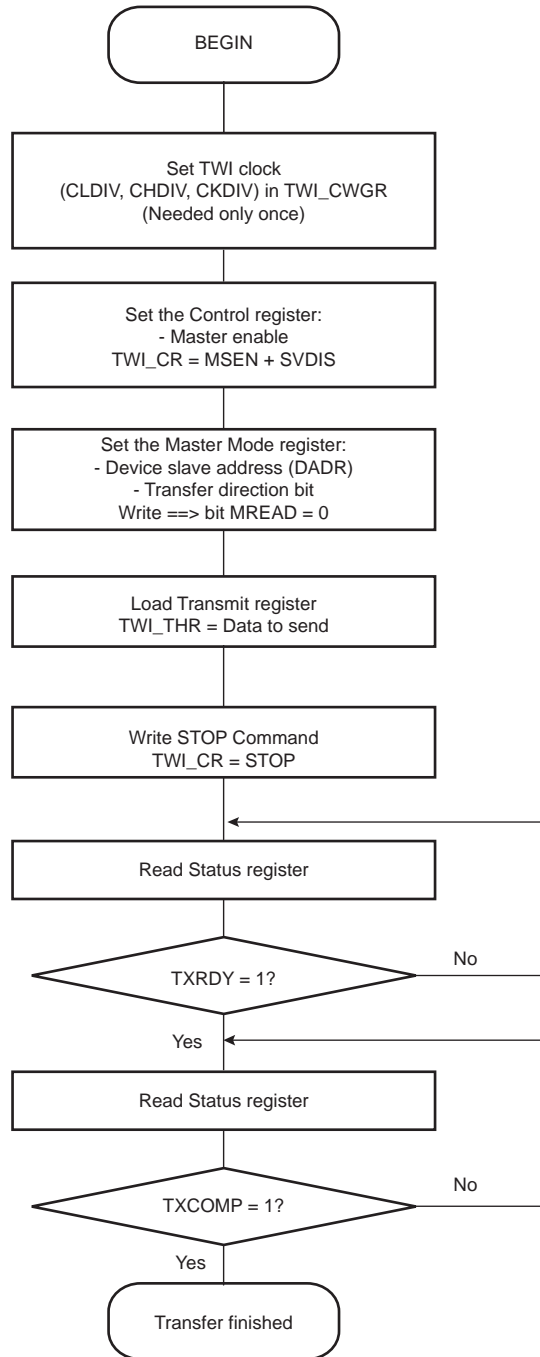 BEGIN
Set TWI clock
(CLDIV, CHDIV, CKDIV) in TWI_CWGR
(Needed only once)
Set the Control register:
- Master enable
TWI_CR = MSEN + SVDIS
Set the Master Mode register:
- Device slave address (DADR)
- Transfer direction bit
Write ==> bit MREAD = 0
Load Transmit register
TWI_THR = Data to send
Write STOP Command
TWI_CR = STOP
Read Status register
No
TXRDY = 1?
Yes
Read Status register
No
TXCOMP = 1?
Yes
Transfer finished